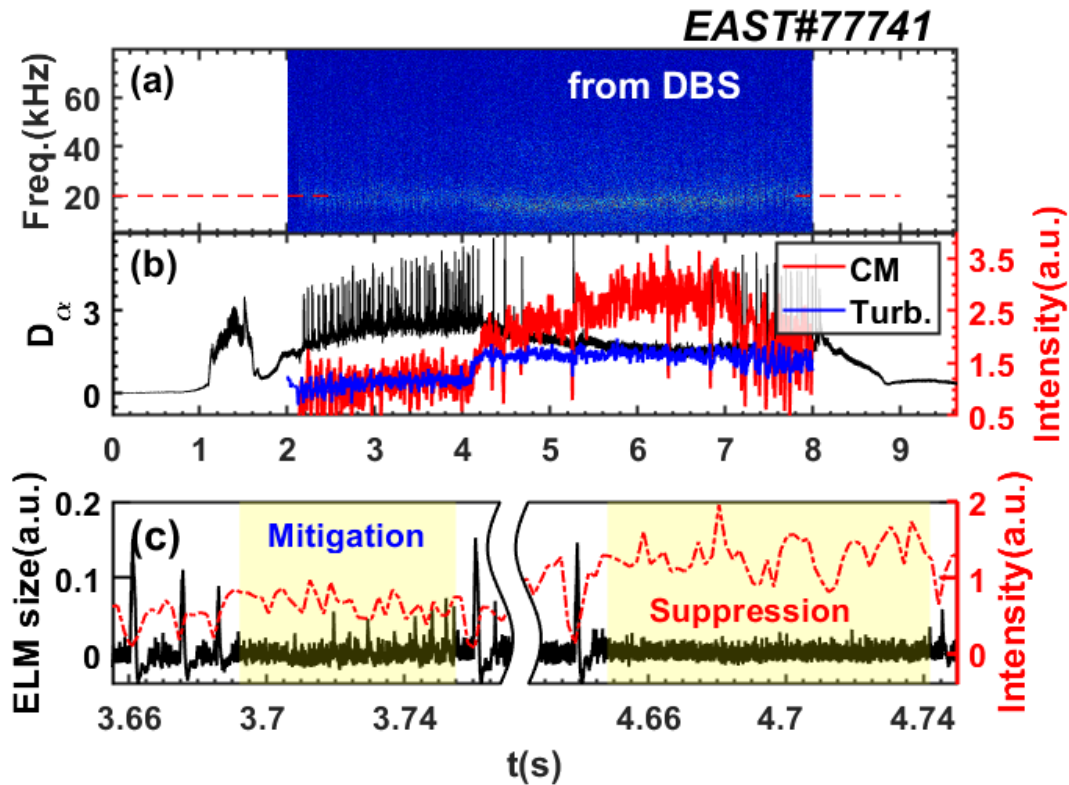 EAST#77741
(a)
from DBS
Freq.(kHz)
60
40
20
(b)
CM
Turb.
D α
3
0
3.5
2.5
1.5
0.5
Intensity(a.u.)
0 1 2 3 4 5 6 7 8 9
(c)
Mitigation
Suppression
ELM size(a.u.)
0.2
0.1
0
2
1
0
Intensity(a.u.)
3.66 3.7 3.74 4.66 4.7 4.74
t(s)